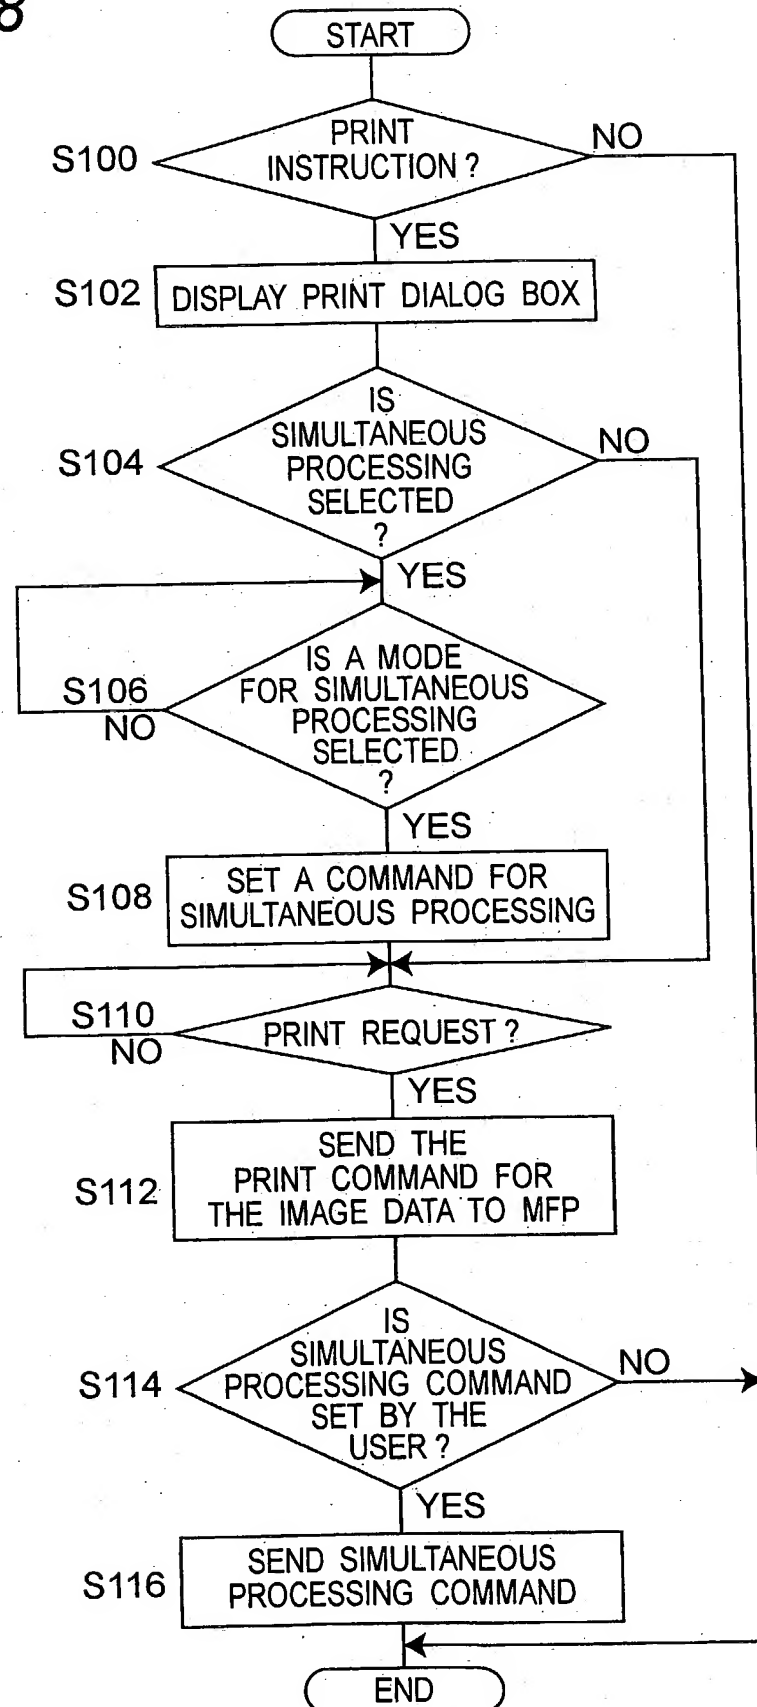 8
START
S100
PRINT
INSTRUCTION ?
NO
YES
S102
DISPLAY PRINT DIALOG BOX
S104
IS
SIMULTANEOUS
PROCESSING
SELECTED
?
NO
YES
S106
NO
IS A MODE
FOR SIMULTANEOUS
PROCESSING
SELECTED
?
YES
S108
SET A COMMAND FOR
SIMULTANEOUS PROCESSING
S110
NO
PRINT REQUEST ?
YES
S112
SEND THE
PRINT COMMAND FOR
THE IMAGE DATA TO MFP
S114
IS
SIMULTANEOUS
PROCESSING COMMAND
SET BY THE
USER ?
NO
YES
S116
SEND SIMULTANEOUS
PROCESSING COMMAND
END